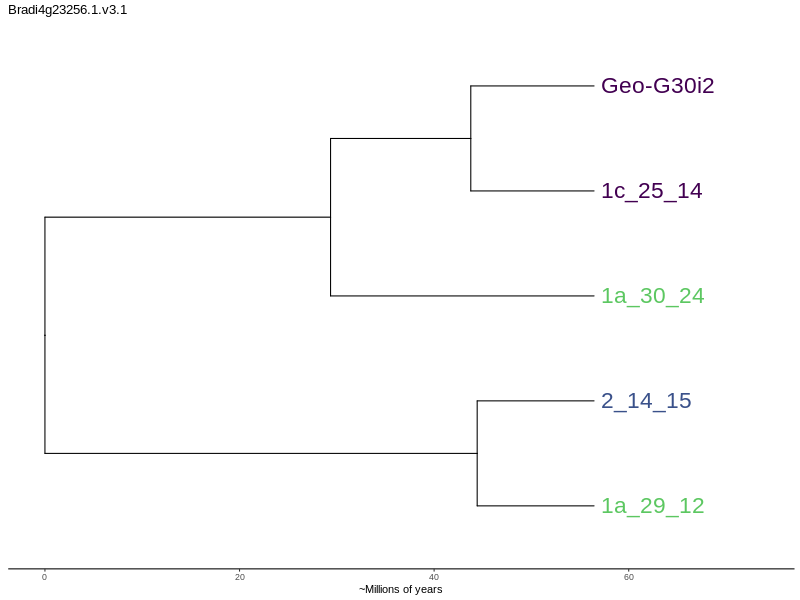 Bradi4g23256.1.v3.1
Geo-G30i2
1c_25_14
1a_30_24
2_14_15
1a_29_12
0 20 40 60
~Millions of years